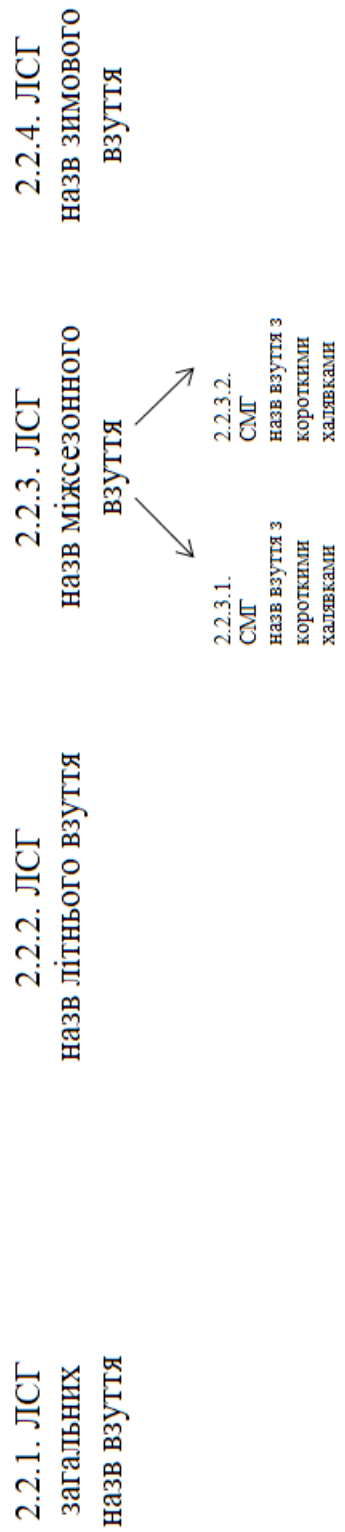 2.2.1. ЛСГ
загальних
назв взуття
2.2.2. ЛСГ
назв літнього взуття
2.2.3. ЛСГ
назв міжсезонного
взуття
2.2.3.1.
СМГ
назв взуття з
короткими
халявками
2.2.3.2.
СМГ
назв взуття з
короткими
халявками
2.2.4. ЛСГ
назв зимового
взуття